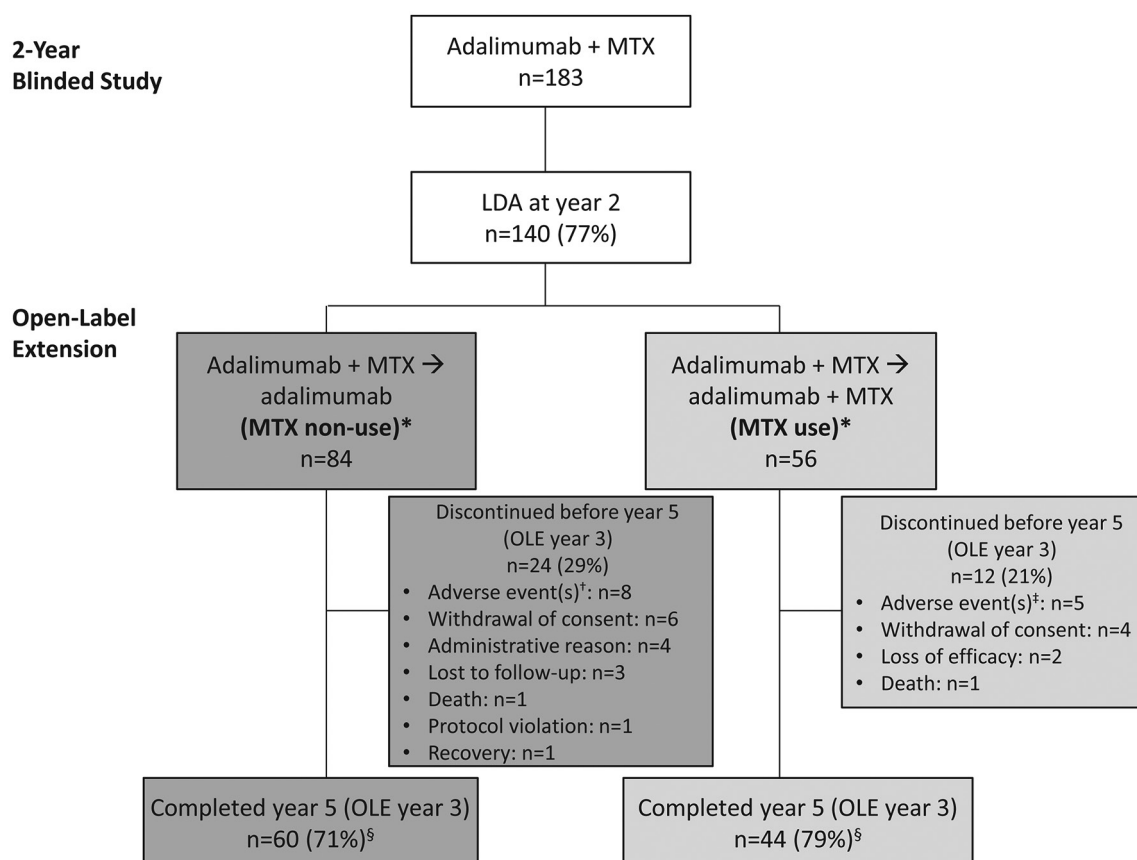 2-Year
Blinded Study
Adalimumab + MTX
n=183
LDA at year 2
n=140 (77%)
Open-Label
Extension
Adalimumab + MTX →
adalimumab
(MTX non-use)*
n=84
Adalimumab + MTX →
adalimumab + MTX
(MTX use)*
n=56
Discontinued before year 5
(OLE year 3)
n=24 (29%)
• Adverse event(s)†: n=8
• Withdrawal of consent: n=6
• Administrative reason: n=4
• Lost to follow-up: n=3
• Death: n=1
• Protocol violation: n=1
• Recovery: n=1
Discontinued before year 5
(OLE year 3)
n=12 (21%)
• Adverse event(s)‡: n=5
• Withdrawal of consent: n=4
• Loss of efficacy: n=2
• Death: n=1
Completed year 5 (OLE year 3)
n=60 (71%)§
Completed year 5 (OLE year 3)
n=44 (79%)§